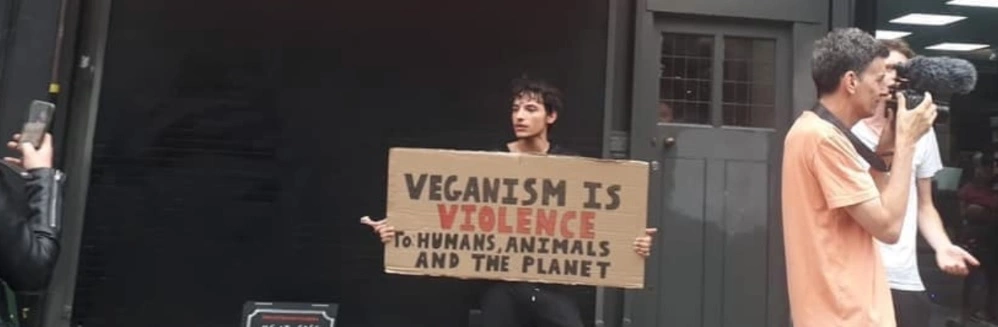 VEGANISM IS
VIOLENCE
TO HUMANS, ANIMALS
AND THE PLANET